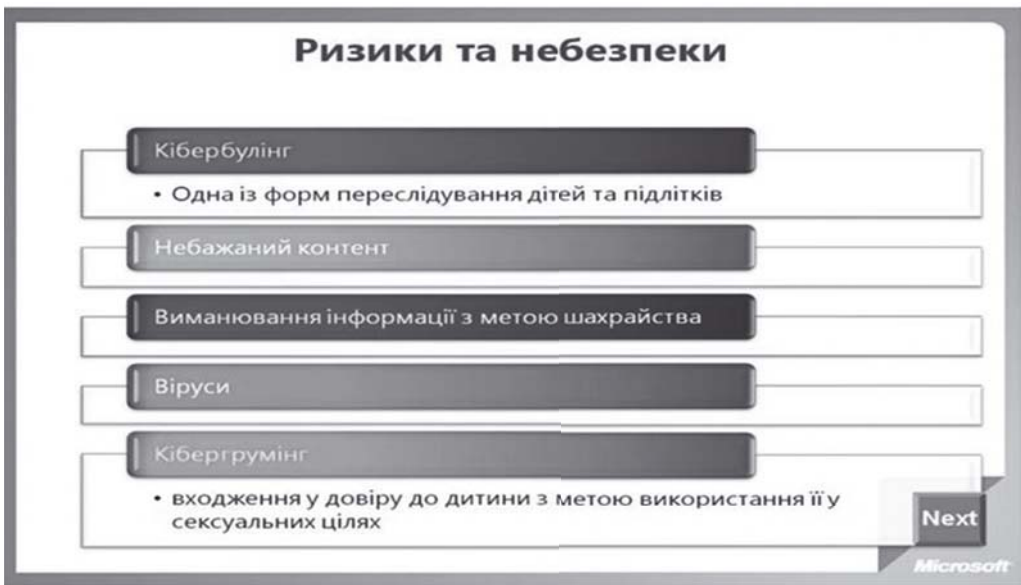 Ризики та небезпеки
Кібербулінг
• Одна із форм переслідування дітей та підлітків
Небажаний контент
Виманювання інформації з метою шахрайства
Віруси
Кібергрумінг
• входження у довіру до дитини з метою використання її у
сексуальних цілях
Next
Microsoft